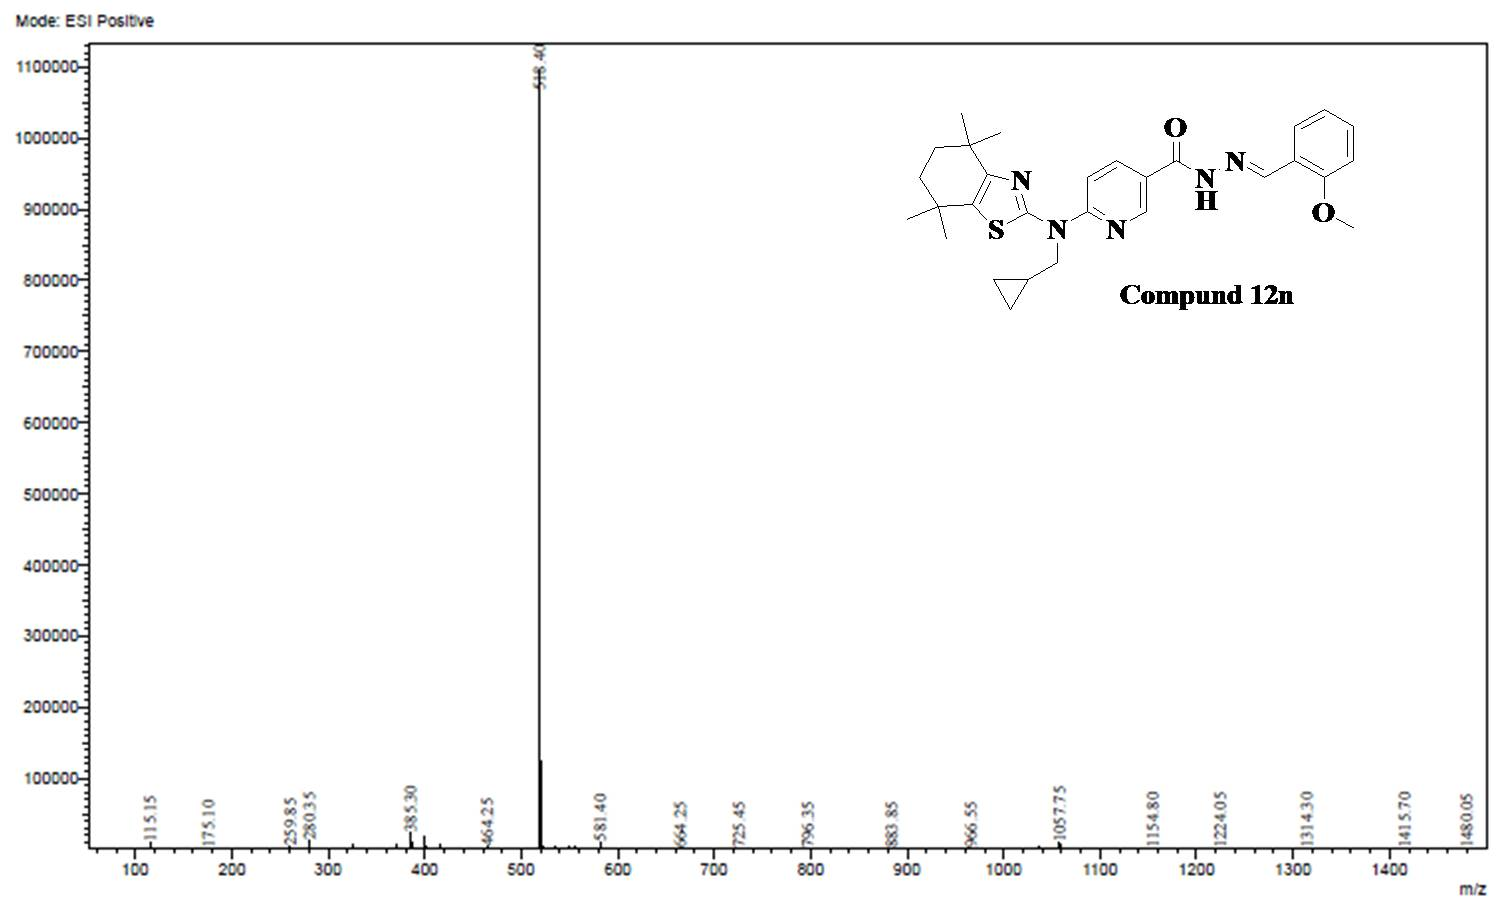 Mode: ESI Positive
1100000
1000000
900000
800000
700000
600000
500000
400000
300000
200000
100000
518.40
O
N
N
N
H
O
S
N
N
Compund 12n
115.15
175.10
259.85
280.35
385.30
464.25
581.40
664.25
725.45
796.35
883.85
966.55
1057.75
1154.80
1224.05
1314.30
1415.70
1480.05
100 200 300 400 500 600 700 800 900 1000 1100 1200 1300 1400
m/z